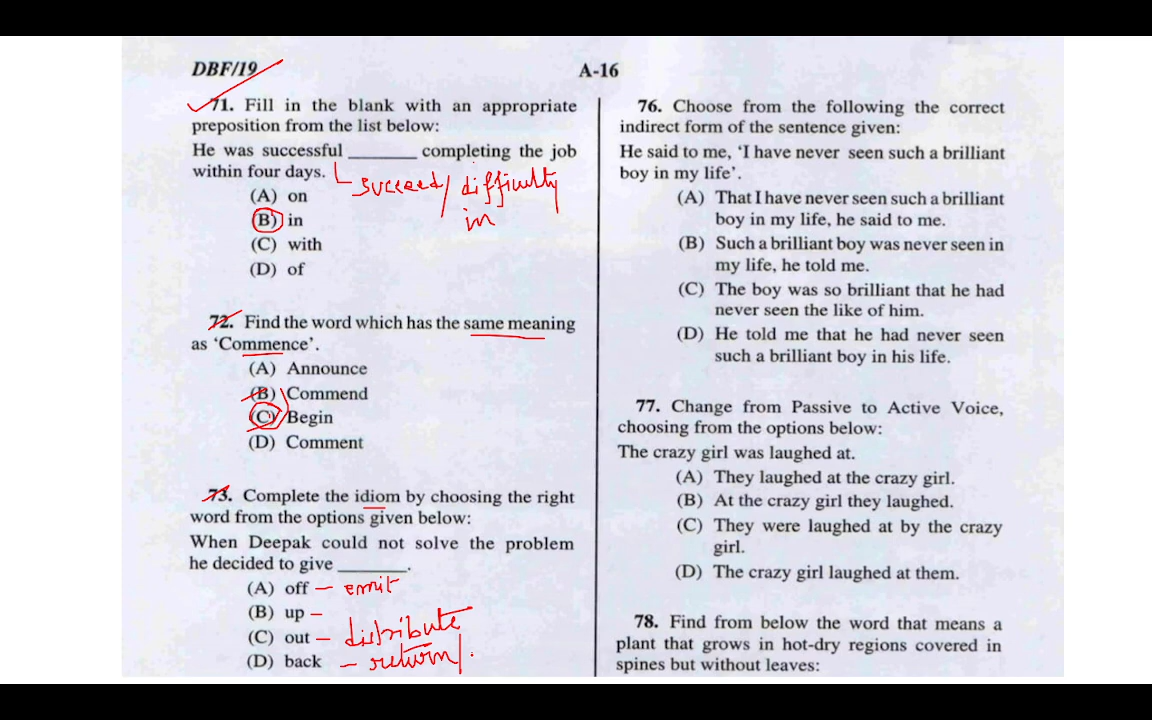 DBF/19
A-16
71. Fill in the blank with an appropriate
preposition from the list below:
He was successful _______ completing the job
within four days.
succeed/ difficulty
in
(A) on
(B) in
(C) with
(D) of
72. Find the word which has the same meaning
as ‘Commence’.
(A) Announce
(B) Commend
(C) Begin
(D) Comment
73. Complete the idiom by choosing the right
word from the options given below:
When Deepak could not solve the problem
he decided to give _______.
(A) off – emit
(B) up –
(C) out – distribute
(D) back – return/.
76. Choose from the following the correct
indirect form of the sentence given:
He said to me, ‘I have never seen such a brilliant
boy in my life’.
(A) That I have never seen such a brilliant
boy in my life, he said to me.
(B) Such a brilliant boy was never seen in
my life, he told me.
(C) The boy was so brilliant that he had
never seen the like of him.
(D) He told me that he had never seen
such a brilliant boy in his life.
77. Change from Passive to Active Voice,
choosing from the options below:
The crazy girl was laughed at.
(A) They laughed at the crazy girl.
(B) At the crazy girl they laughed.
(C) They were laughed at by the crazy
girl.
(D) The crazy girl laughed at them.
78. Find from below the word that means a
plant that grows in hot-dry regions covered in
spines but without leaves: